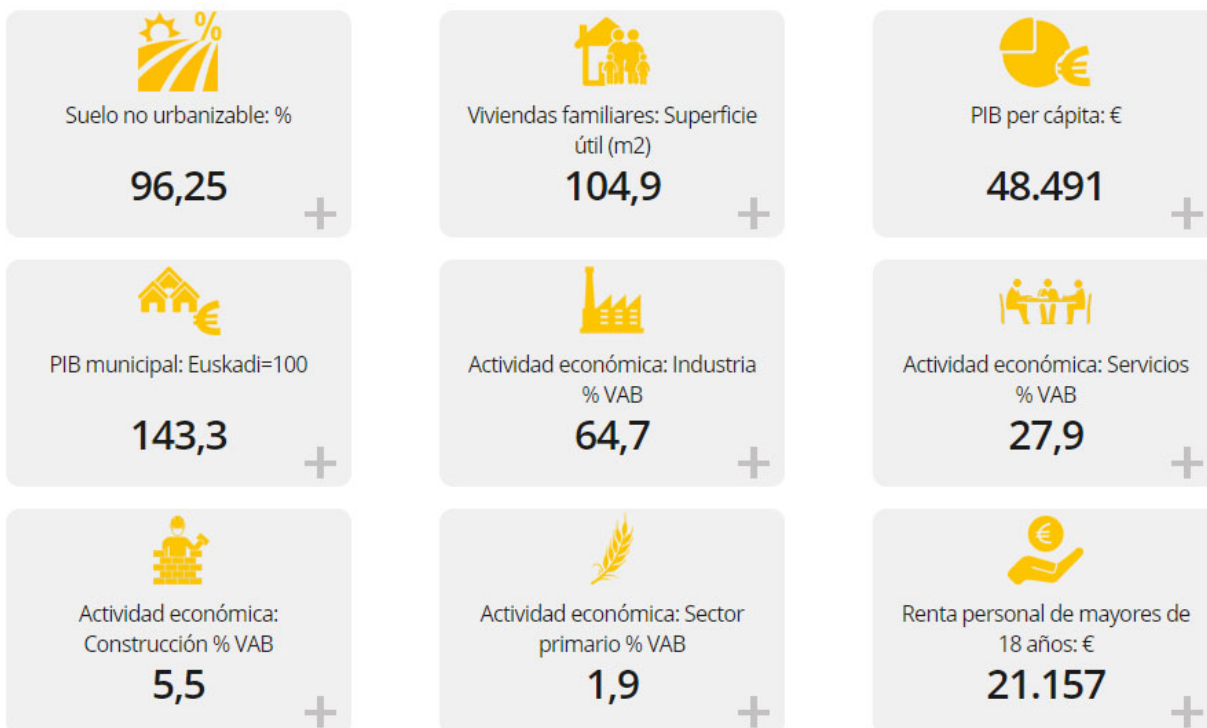 %
Suelo no urbanizable: %
96,25
Viviendas familiares: Superficie
útil (m2)
104,9
€
PIB per cápita: €
48.491
€
PIB municipal: Euskadi=100
143,3
Actividad económica: Industria
% VAB
64,7
Actividad económica: Servicios
% VAB
27,9
Actividad económica:
Construcción % VAB
5,5
Actividad económica: Sector
primario % VAB
1,9
€
Renta personal de mayores de
18 años: €
21.157